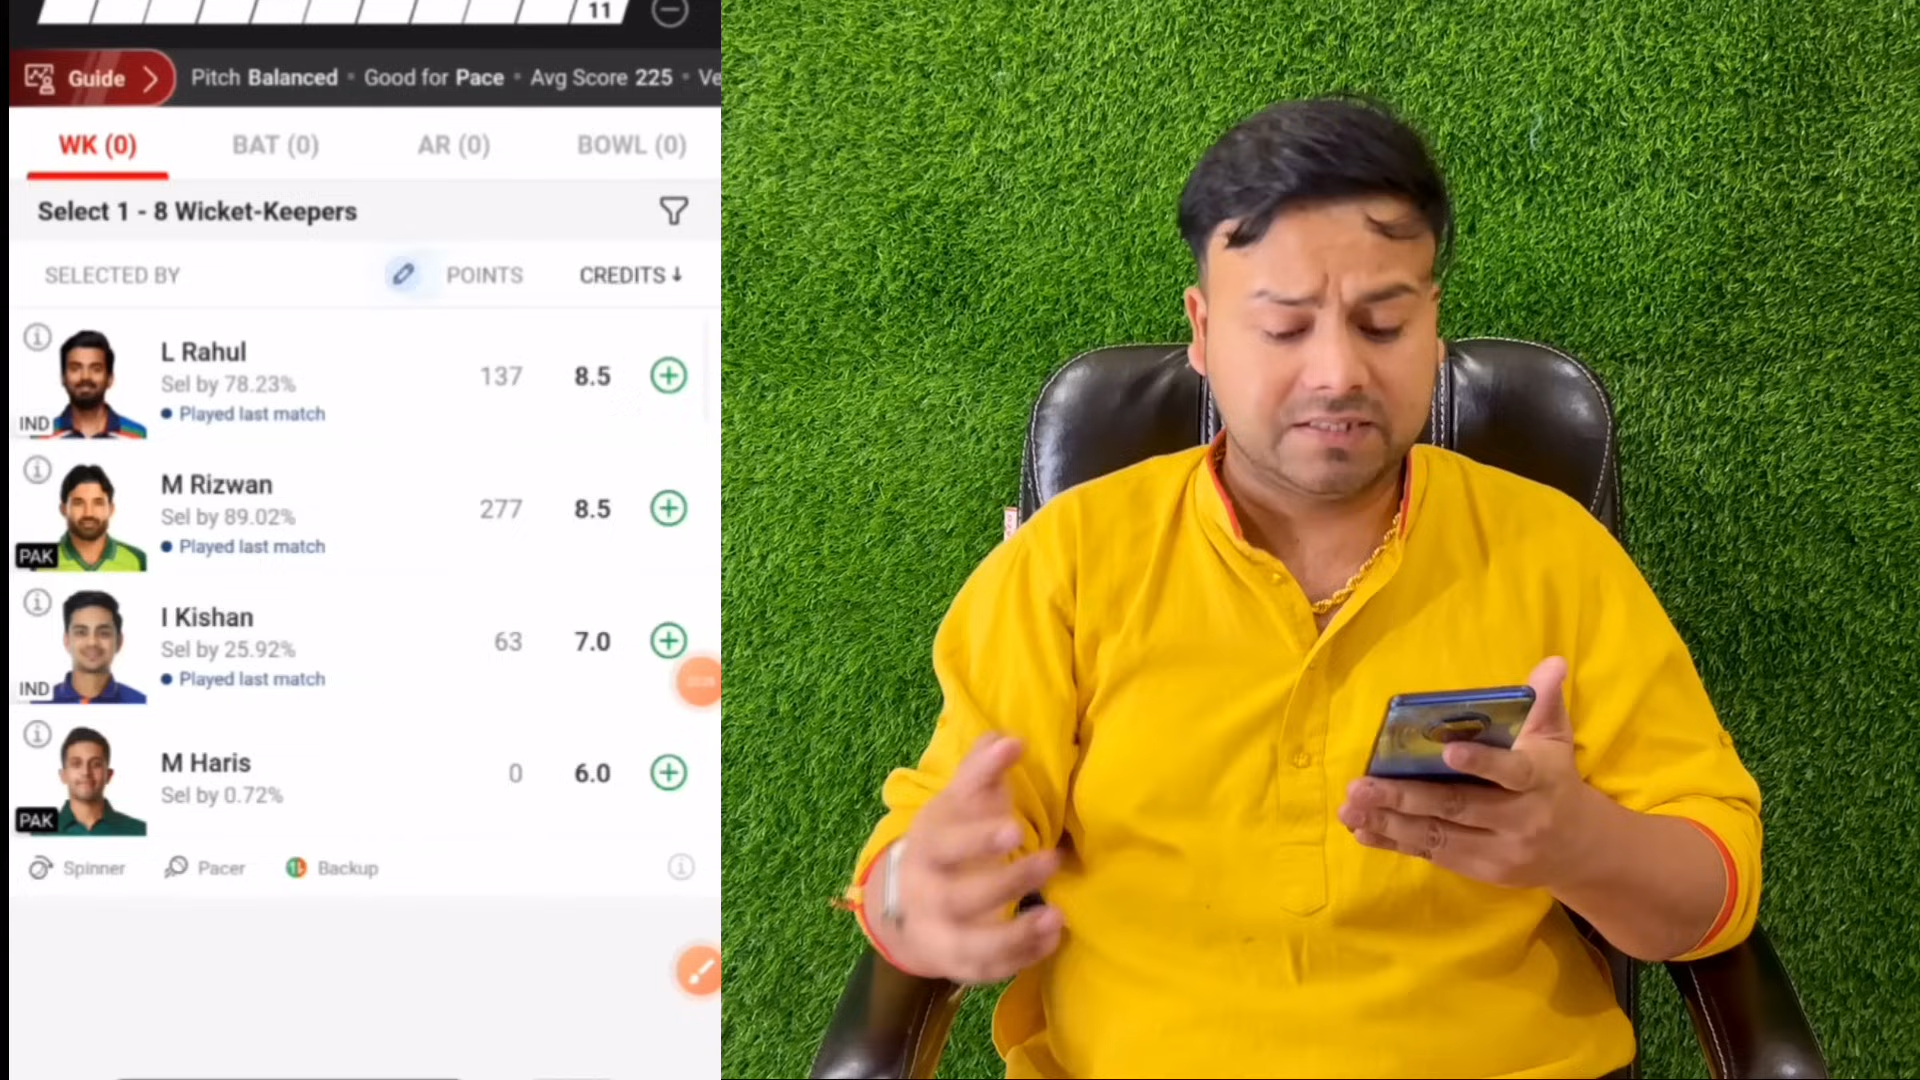 11
Guide Pitch Balanced • Good for Pace • Avg Score 225 •
WK (0) BAT (0) AR (0) BOWL (0)
Select 1 - 8 Wicket-Keepers
SELECTED BY POINTS CREDITS ↓
L Rahul
Sel by 78.23% 137 8.5
Played last match
IND
M Rizwan
Sel by 89.02% 277 8.5
Played last match
PAK
I Kishan
Sel by 25.92% 63 7.0
Played last match
IND
M Haris
Sel by 0.72% 0 6.0
PAK
Spinner Pacer Backup